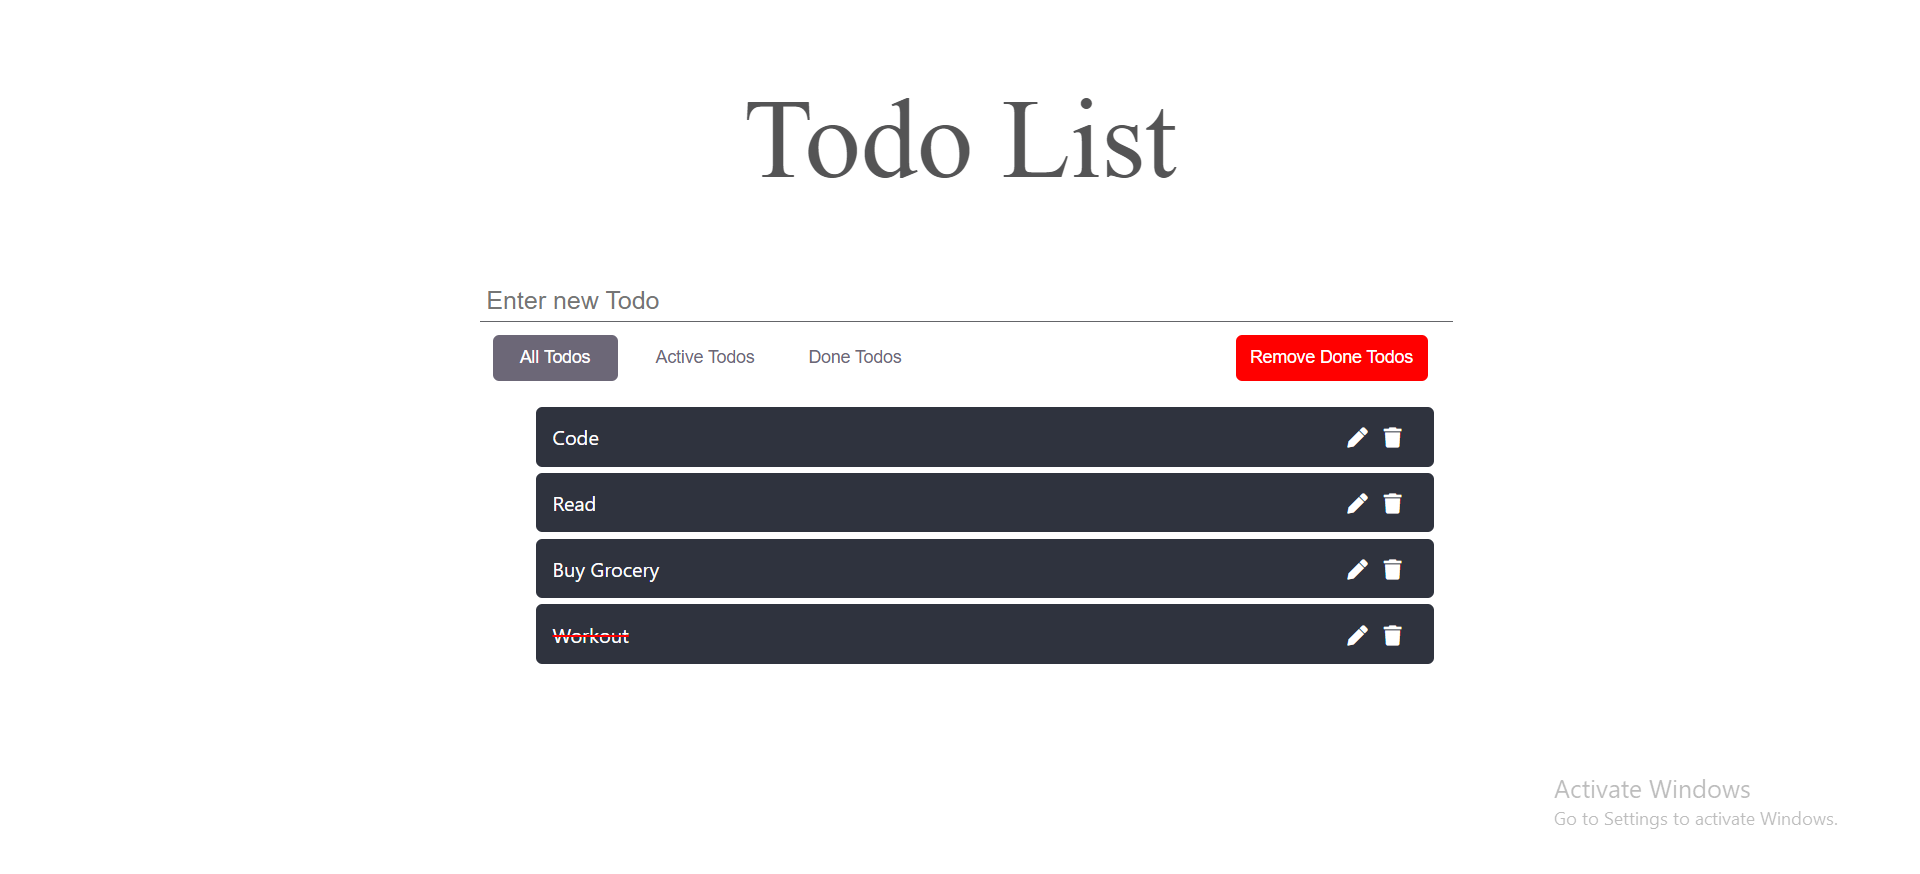 Todo List
Enter new Todo
All Todos Active Todos Done Todos Remove Done Todos
Code
Read
Buy Grocery
Workout
Activate Windows
Go to Settings to activate Windows.